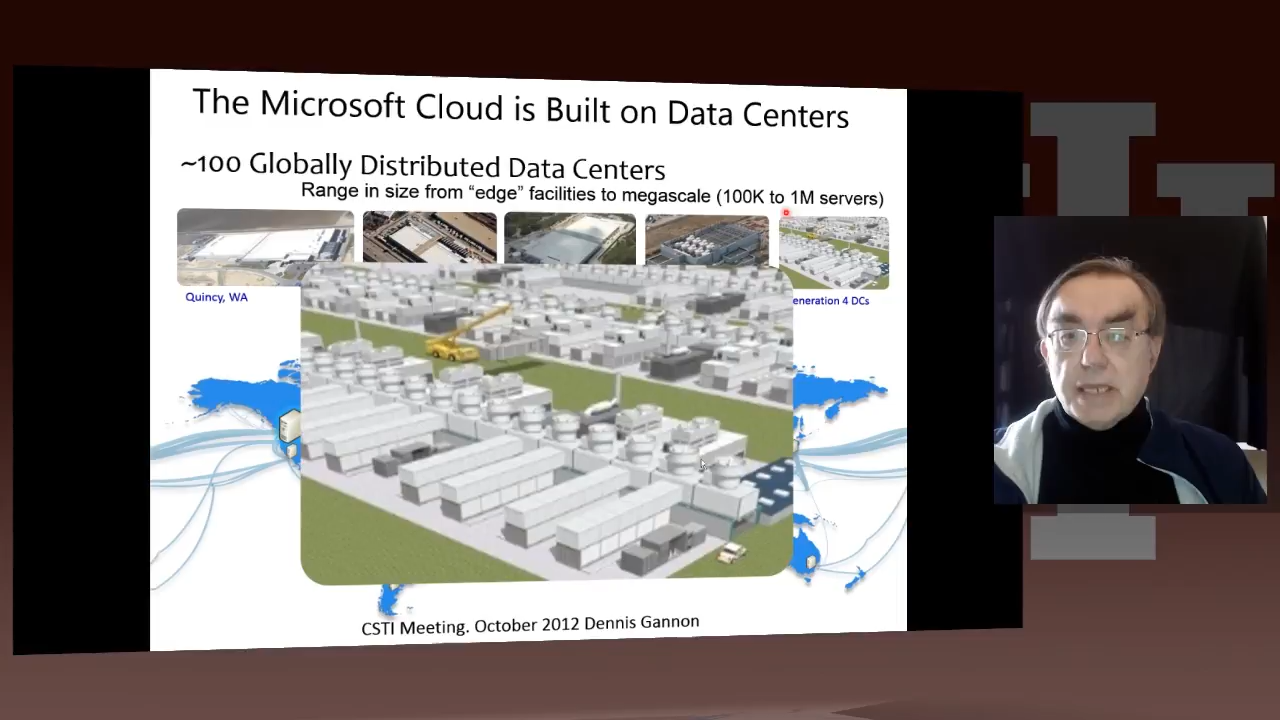 The Microsoft Cloud is Built on Data Centers
~100 Globally Distributed Data Centers
Range in size from “edge” facilities to megascale (100K to 1M servers)
Quincy, WA
eneration 4 DCs
CSTI Meeting. October 2012 Dennis Gannon